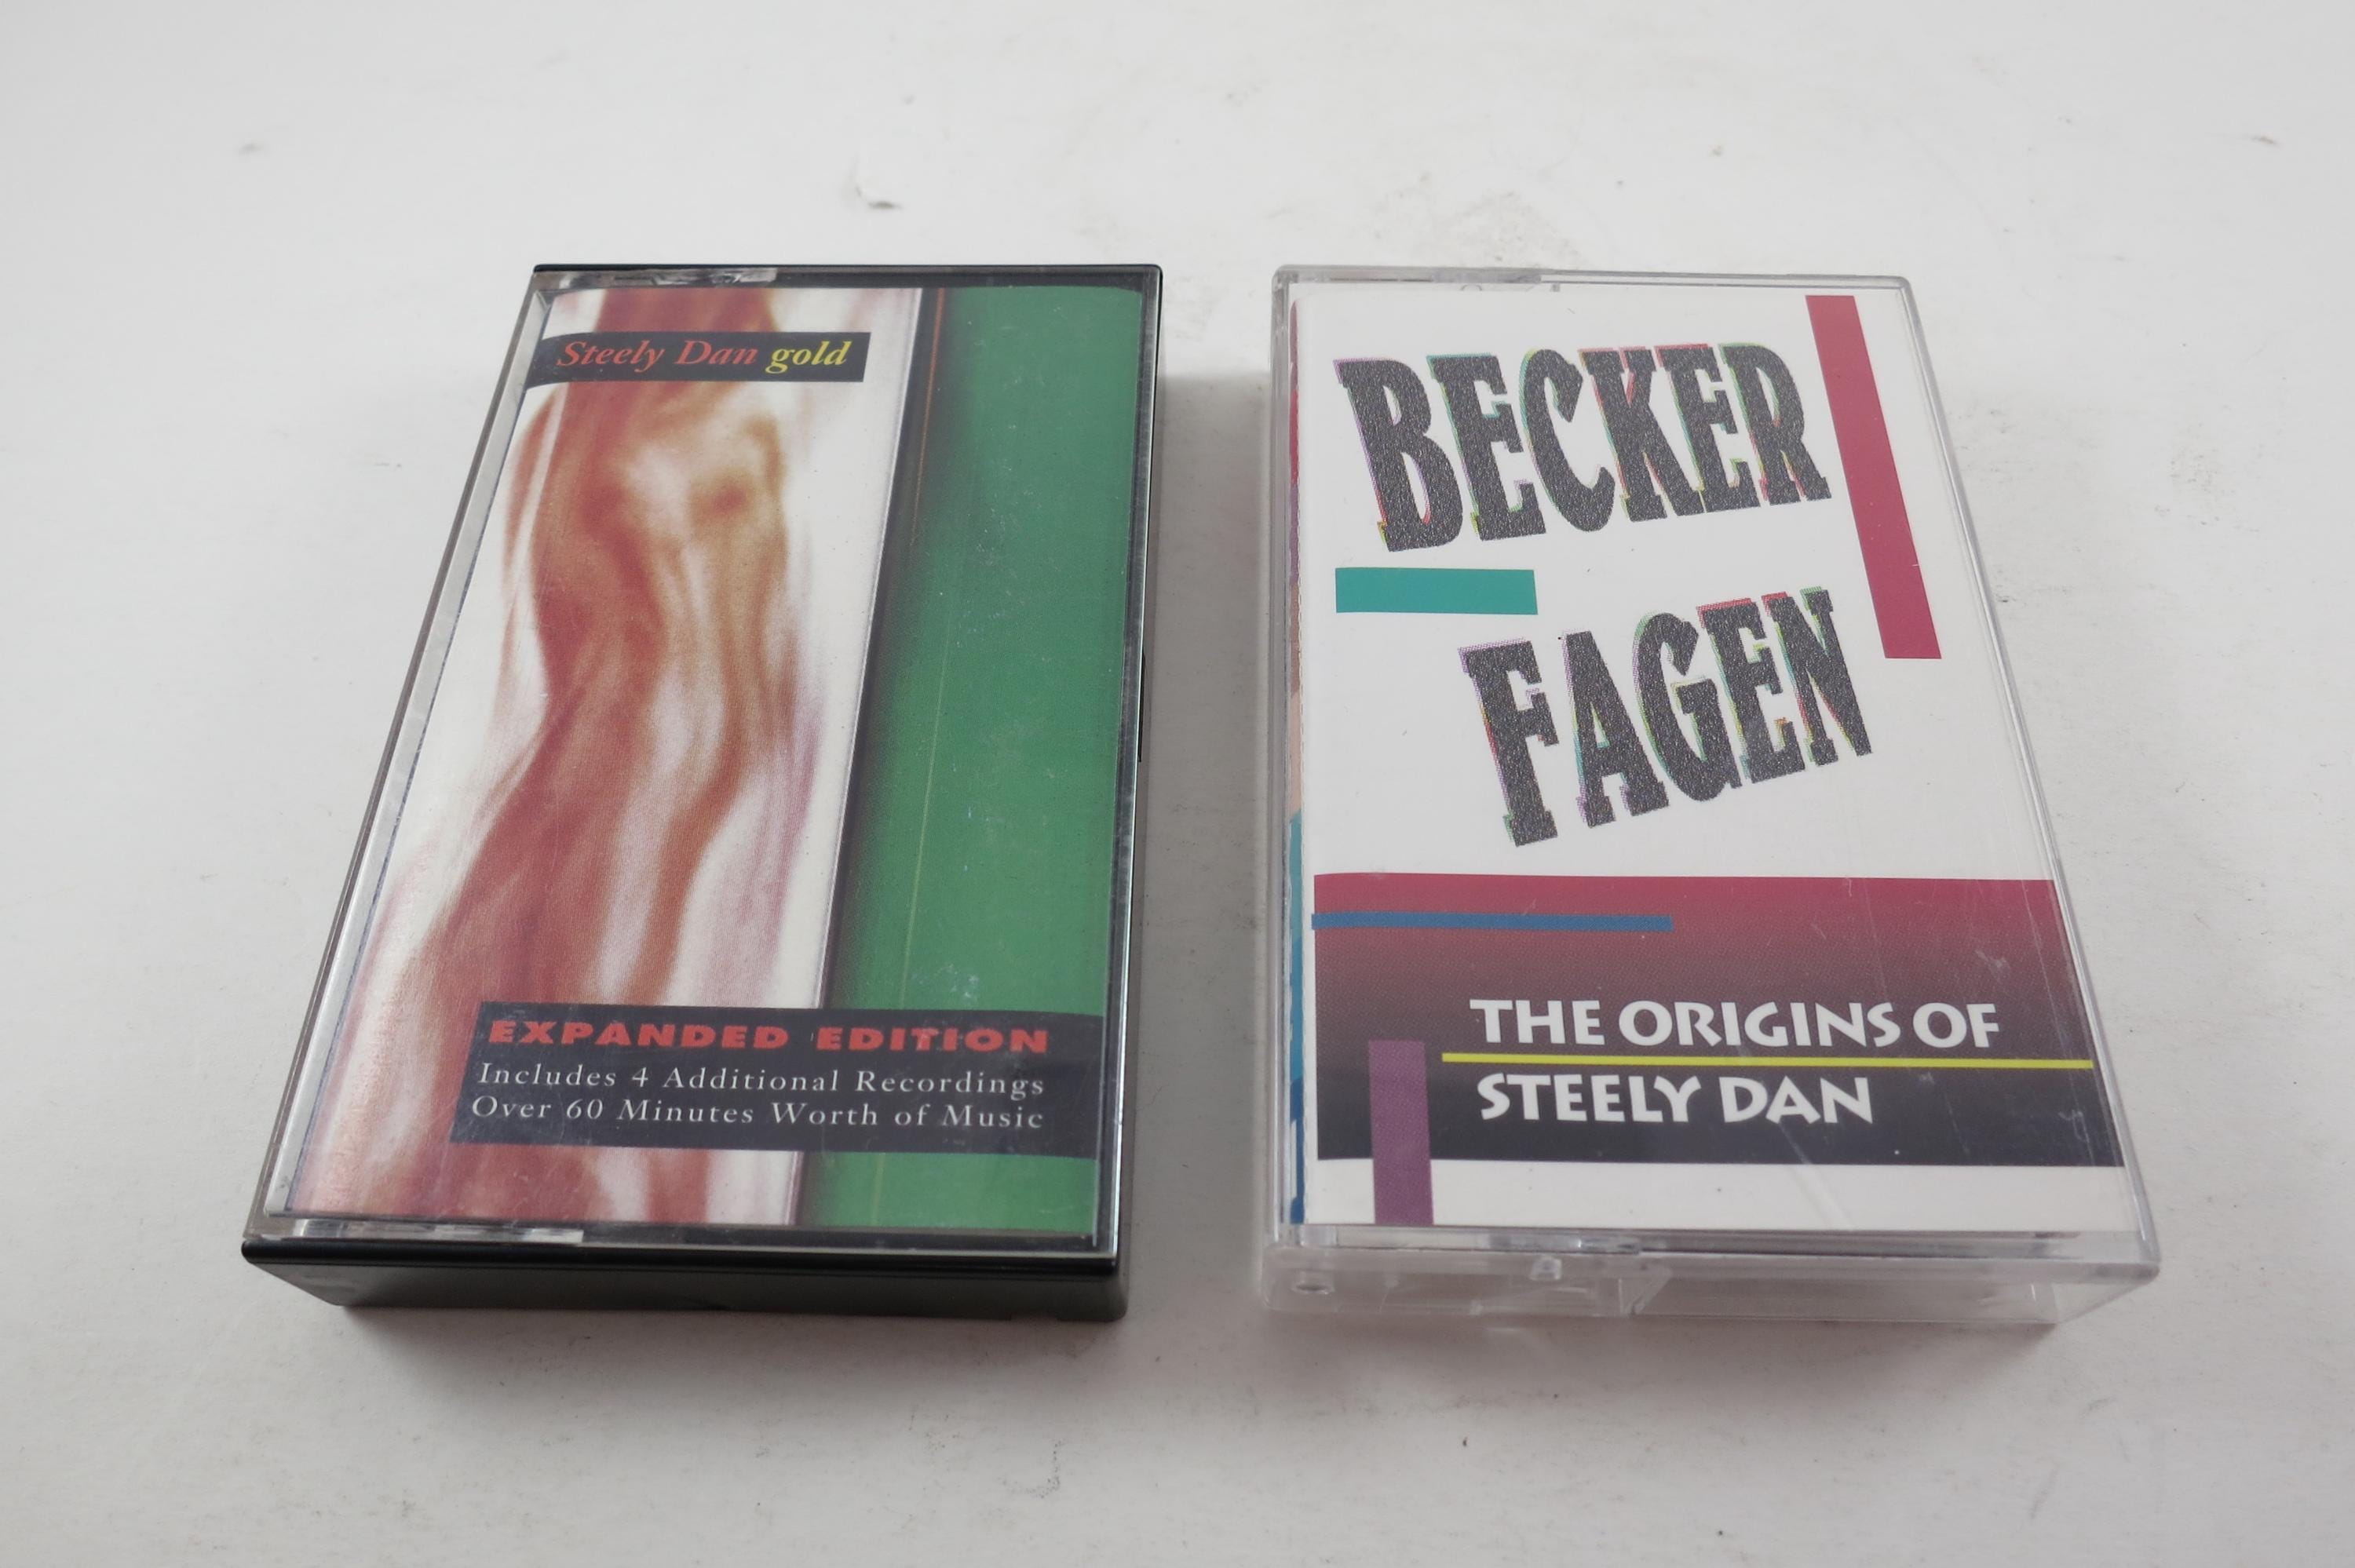 Steely Dan gold
EXPANDED EDITION
Includes 4 Additional Recordings
Over 60 Minutes Worth of Music
BECKER
FAGEN
THE ORIGINS OF
STEELY DAN